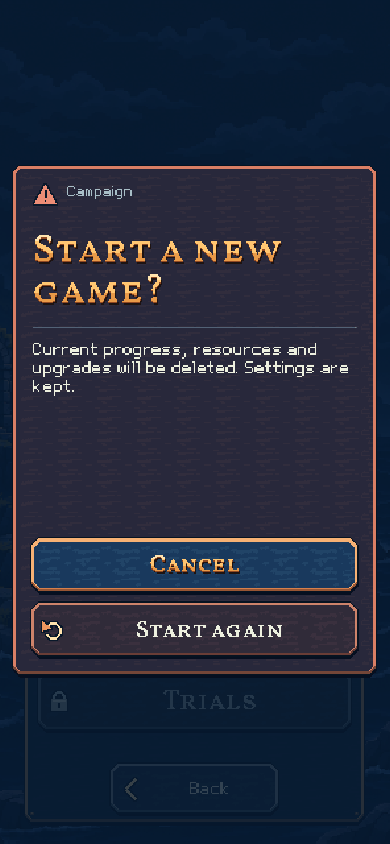 Campaign
START A NEW
GAME?
Current progress, resources and
upgrades will be deleted. Settings are
kept.
CANCEL
START AGAIN
TRIALS
Back